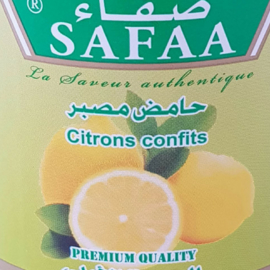 صفاء
®
SAFAA
La Saveur authentique
حامض مصبر
Citrons confits
PREMIUM QUALITY